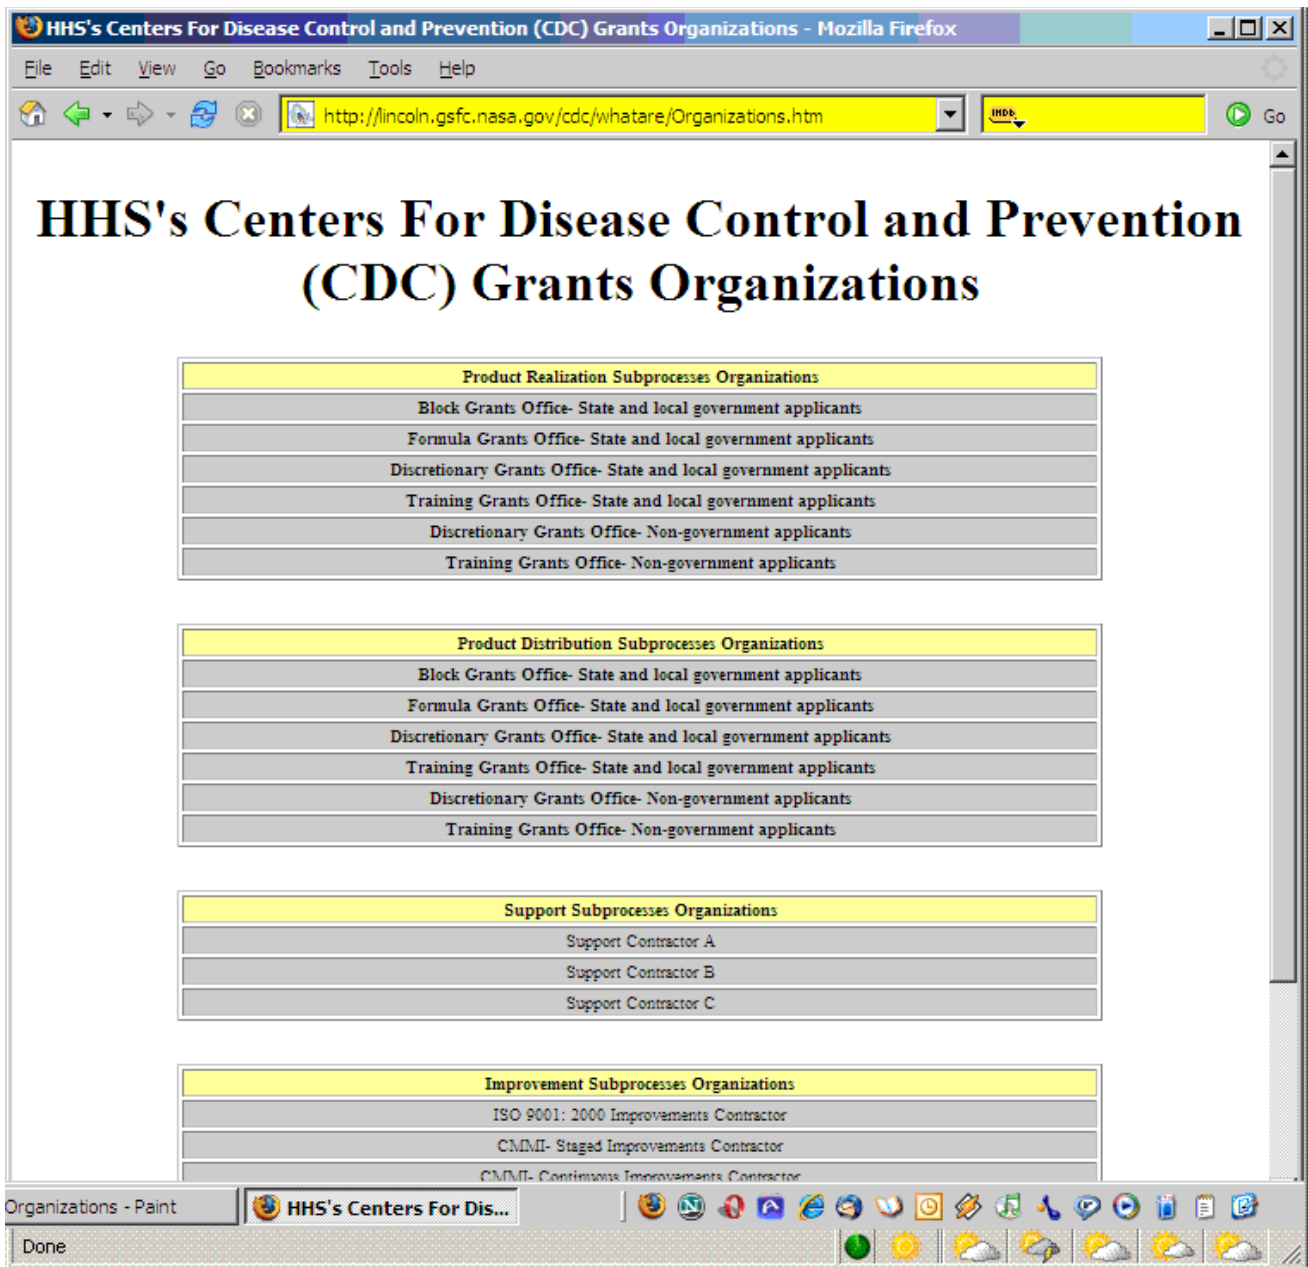 HHS's Centers For Disease Control and Prevention (CDC) Grants Organizations - Mozilla Firefox
File Edit View Go Bookmarks Tools Help
http://lincoln.gsfc.nasa.gov/cdc/whatare/Organizations.htm IMDb Go
HHS's Centers For Disease Control and Prevention
(CDC) Grants Organizations
Product Realization Subprocesses Organizations
Block Grants Office- State and local government applicants
Formula Grants Office- State and local government applicants
Discretionary Grants Office- State and local government applicants
Training Grants Office- State and local government applicants
Discretionary Grants Office- Non-government applicants
Training Grants Office- Non-government applicants
Product Distribution Subprocesses Organizations
Block Grants Office- State and local government applicants
Formula Grants Office- State and local government applicants
Discretionary Grants Office- State and local government applicants
Training Grants Office- State and local government applicants
Discretionary Grants Office- Non-government applicants
Training Grants Office- Non-government applicants
Support Subprocesses Organizations
Support Contractor A
Support Contractor B
Support Contractor C
Improvement Subprocesses Organizations
ISO 9001: 2000 Improvements Contractor
CMMI- Staged Improvements Contractor
CMMI- Continuous Improvements Contractor
Organizations - Paint HHS's Centers For Dis...
Done